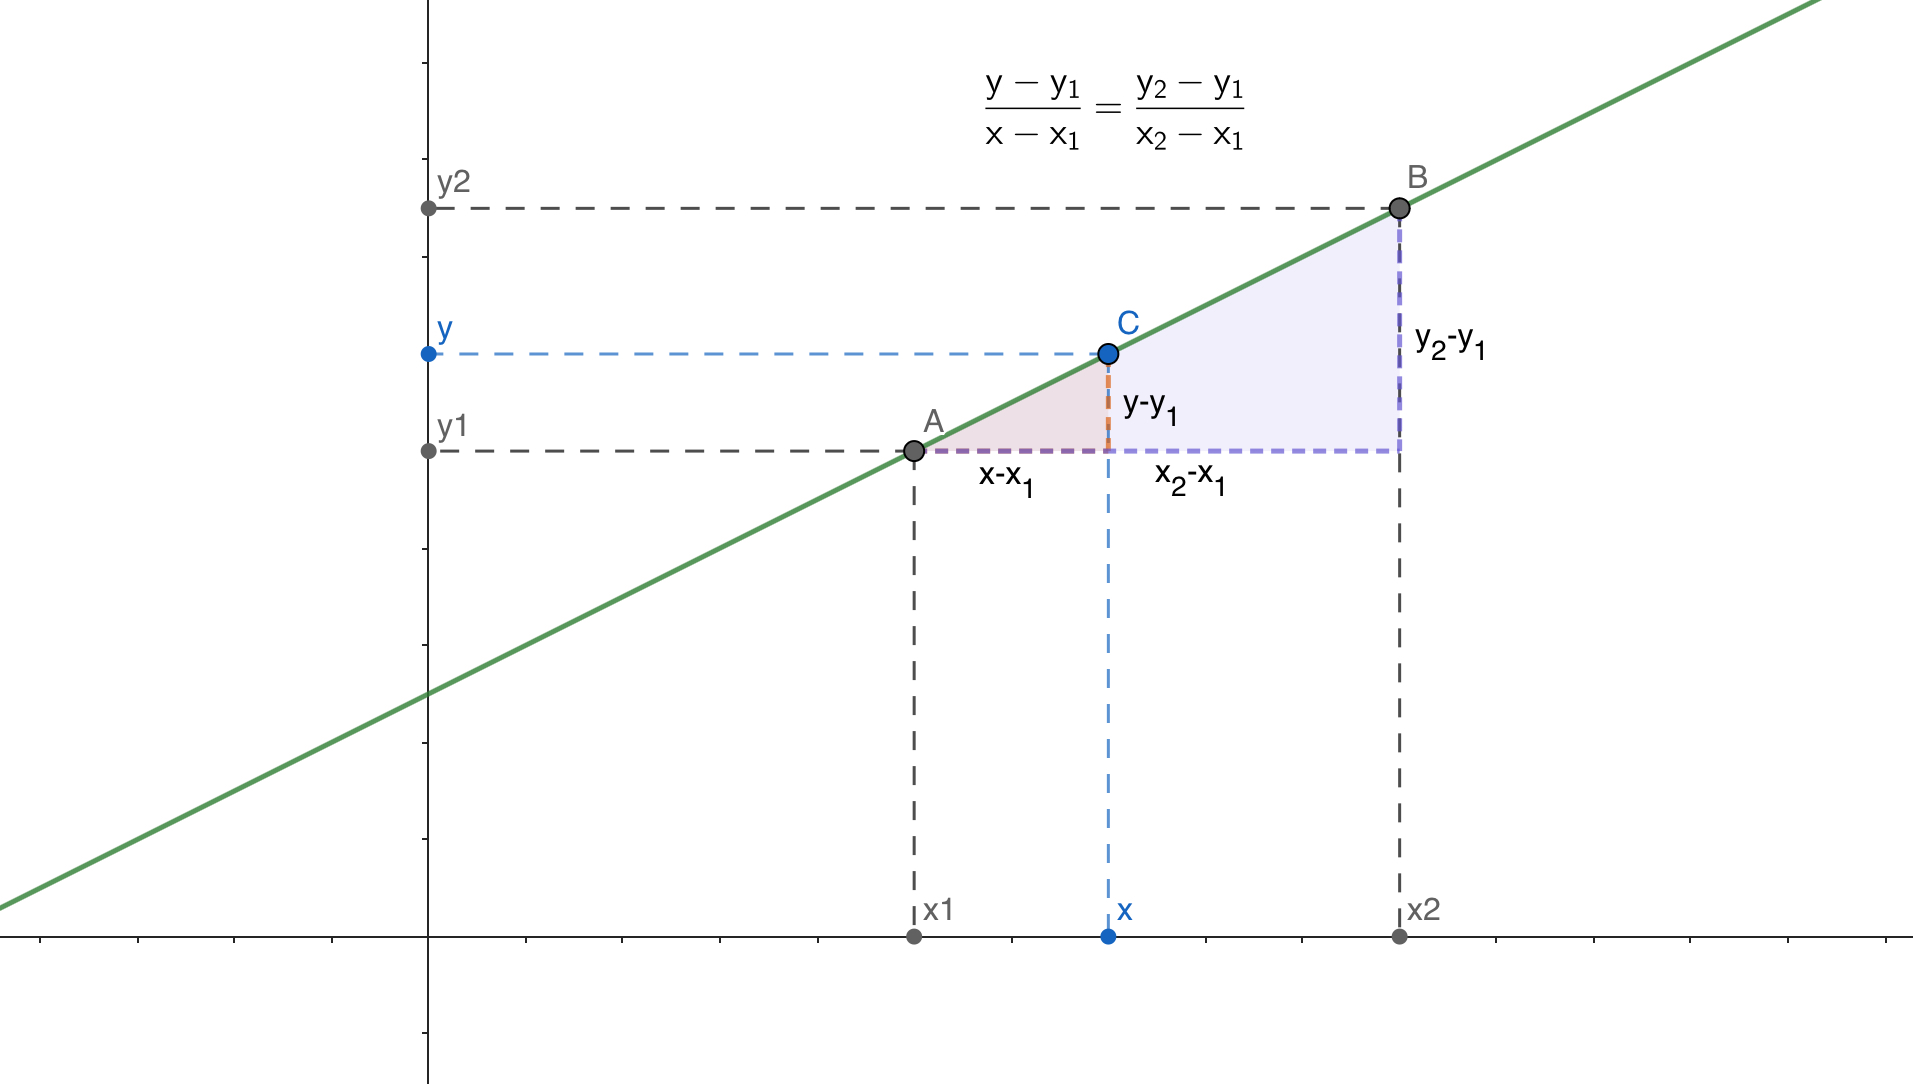 y − y₁ / x − x₁ = y₂ − y₁ / x₂ − x₁
y2
B
y
C
y₂-y₁
y1
A
y-y₁
x-x₁
x₂-x₁
x1
x
x2